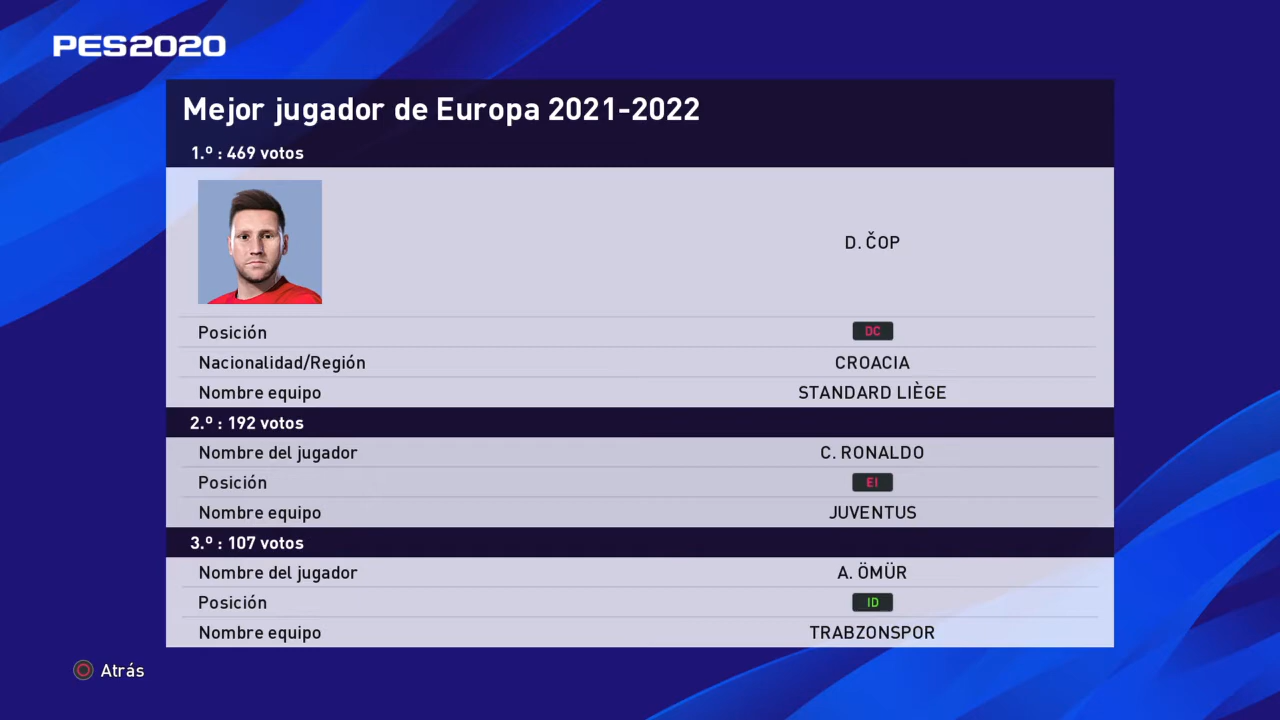 PES2020
Mejor jugador de Europa 2021-2022
1.º : 469 votos
D. ČOP
Posición DC
Nacionalidad/Región CROACIA
Nombre equipo STANDARD LIÈGE
2.º : 192 votos
Nombre del jugador C. RONALDO
Posición EI
Nombre equipo JUVENTUS
3.º : 107 votos
Nombre del jugador A. ÖMÜR
Posición ID
Nombre equipo TRABZONSPOR
Atrás